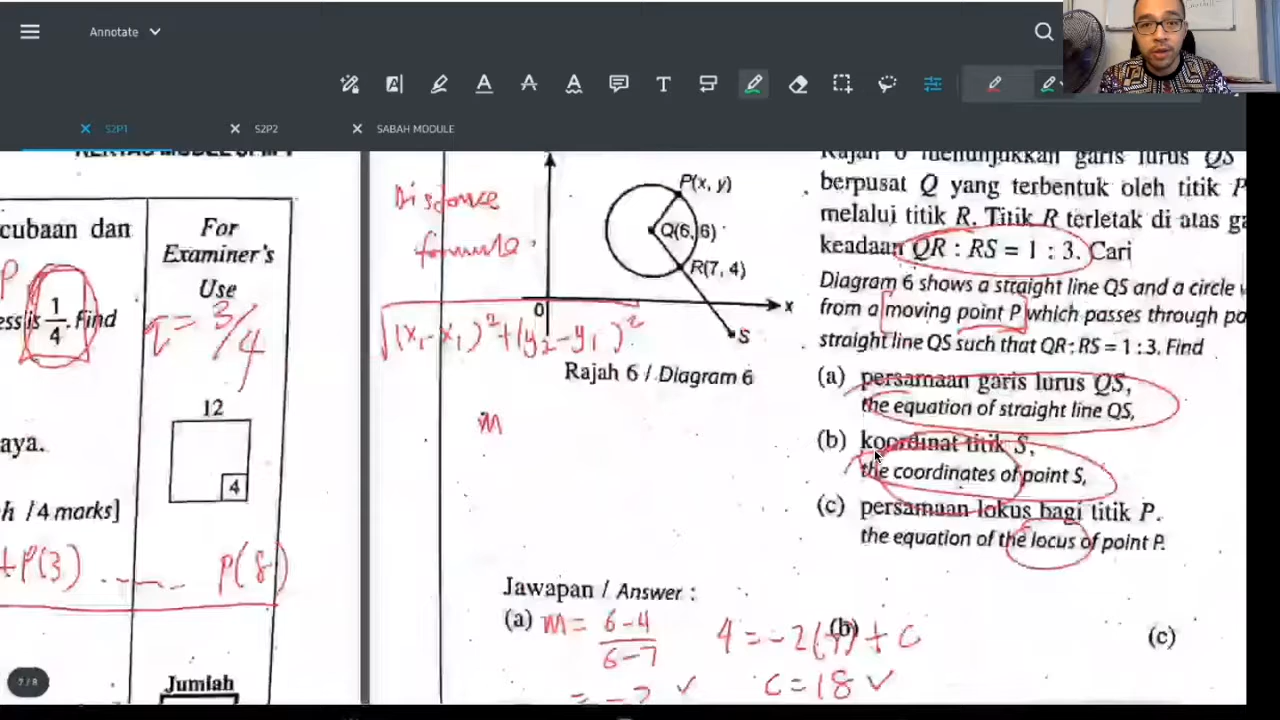 Annotate
S2P1
S2P2
SABAH MODULE
cubaan dan
ess is 1/4. Find
aya.
h / 4 marks]
+ P(3) ...... P(8)
For
Examiner's
Use
= 3/4
12
4
Jumlah
7 / 8
Distance
formula
P(x, y)
Q(6, 6)
R(7, 4)
0
x
S
√(x₁-x₁)² + (y₂-y₁)²
Rajah 6 / Diagram 6
m
Rajah 6 menunjukkan garis lurus QS
berpusat Q yang terbentuk oleh titik P
melalui titik R. Titik R terletak di atas ga
keadaan QR : RS = 1 : 3. Cari
Diagram 6 shows a straight line QS and a circle
from a moving point P which passes through po
straight line QS such that QR : RS = 1 : 3. Find
(a) persamaan garis lurus QS,
the equation of straight line QS,
(b) koordinat titik S,
the coordinates of point S,
(c) persamaan lokus bagi titik P.
the equation of the locus of point P.
Jawapan / Answer :
(a) m = 6-4/6-7
= -2 ✓
4 = -2(7) + c
c = 18 ✓
(b)
(c)